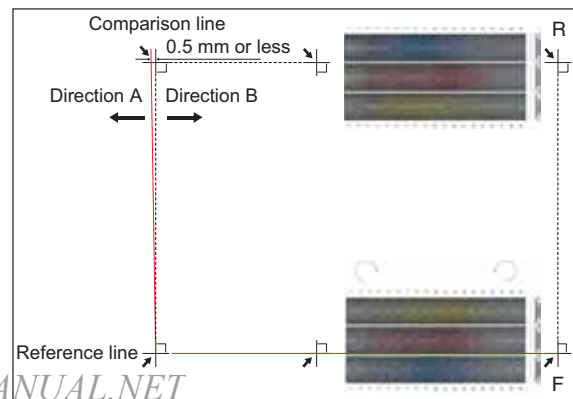 Comparison line
0.5 mm or less
R
Direction A
Direction B
Reference line
F
ANUAL.NET